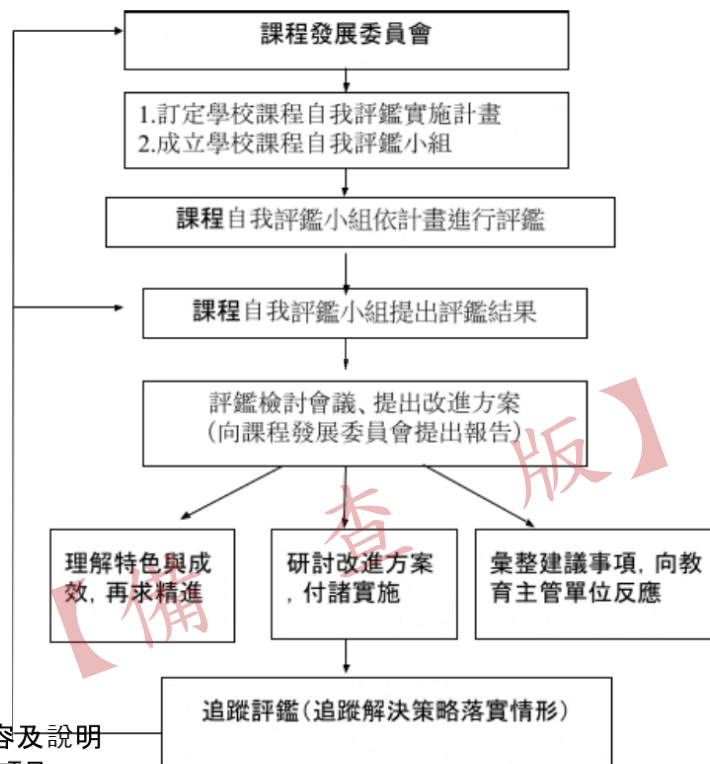 課程發展委員會
1.訂定學校課程自我評鑑實施計畫
2.成立學校課程自我評鑑小組
課程自我評鑑小組依計畫進行評鑑
課程自我評鑑小組提出評鑑結果
評鑑檢討會議、提出改進方案
(向課程發展委員會提出報告)
理解特色與成
效, 再求精進
研討改進方案
, 付諸實施
彙整建議事項, 向教
育主管單位反應
【備查版】
追蹤評鑑(追蹤解決策略落實情形)
容及說明